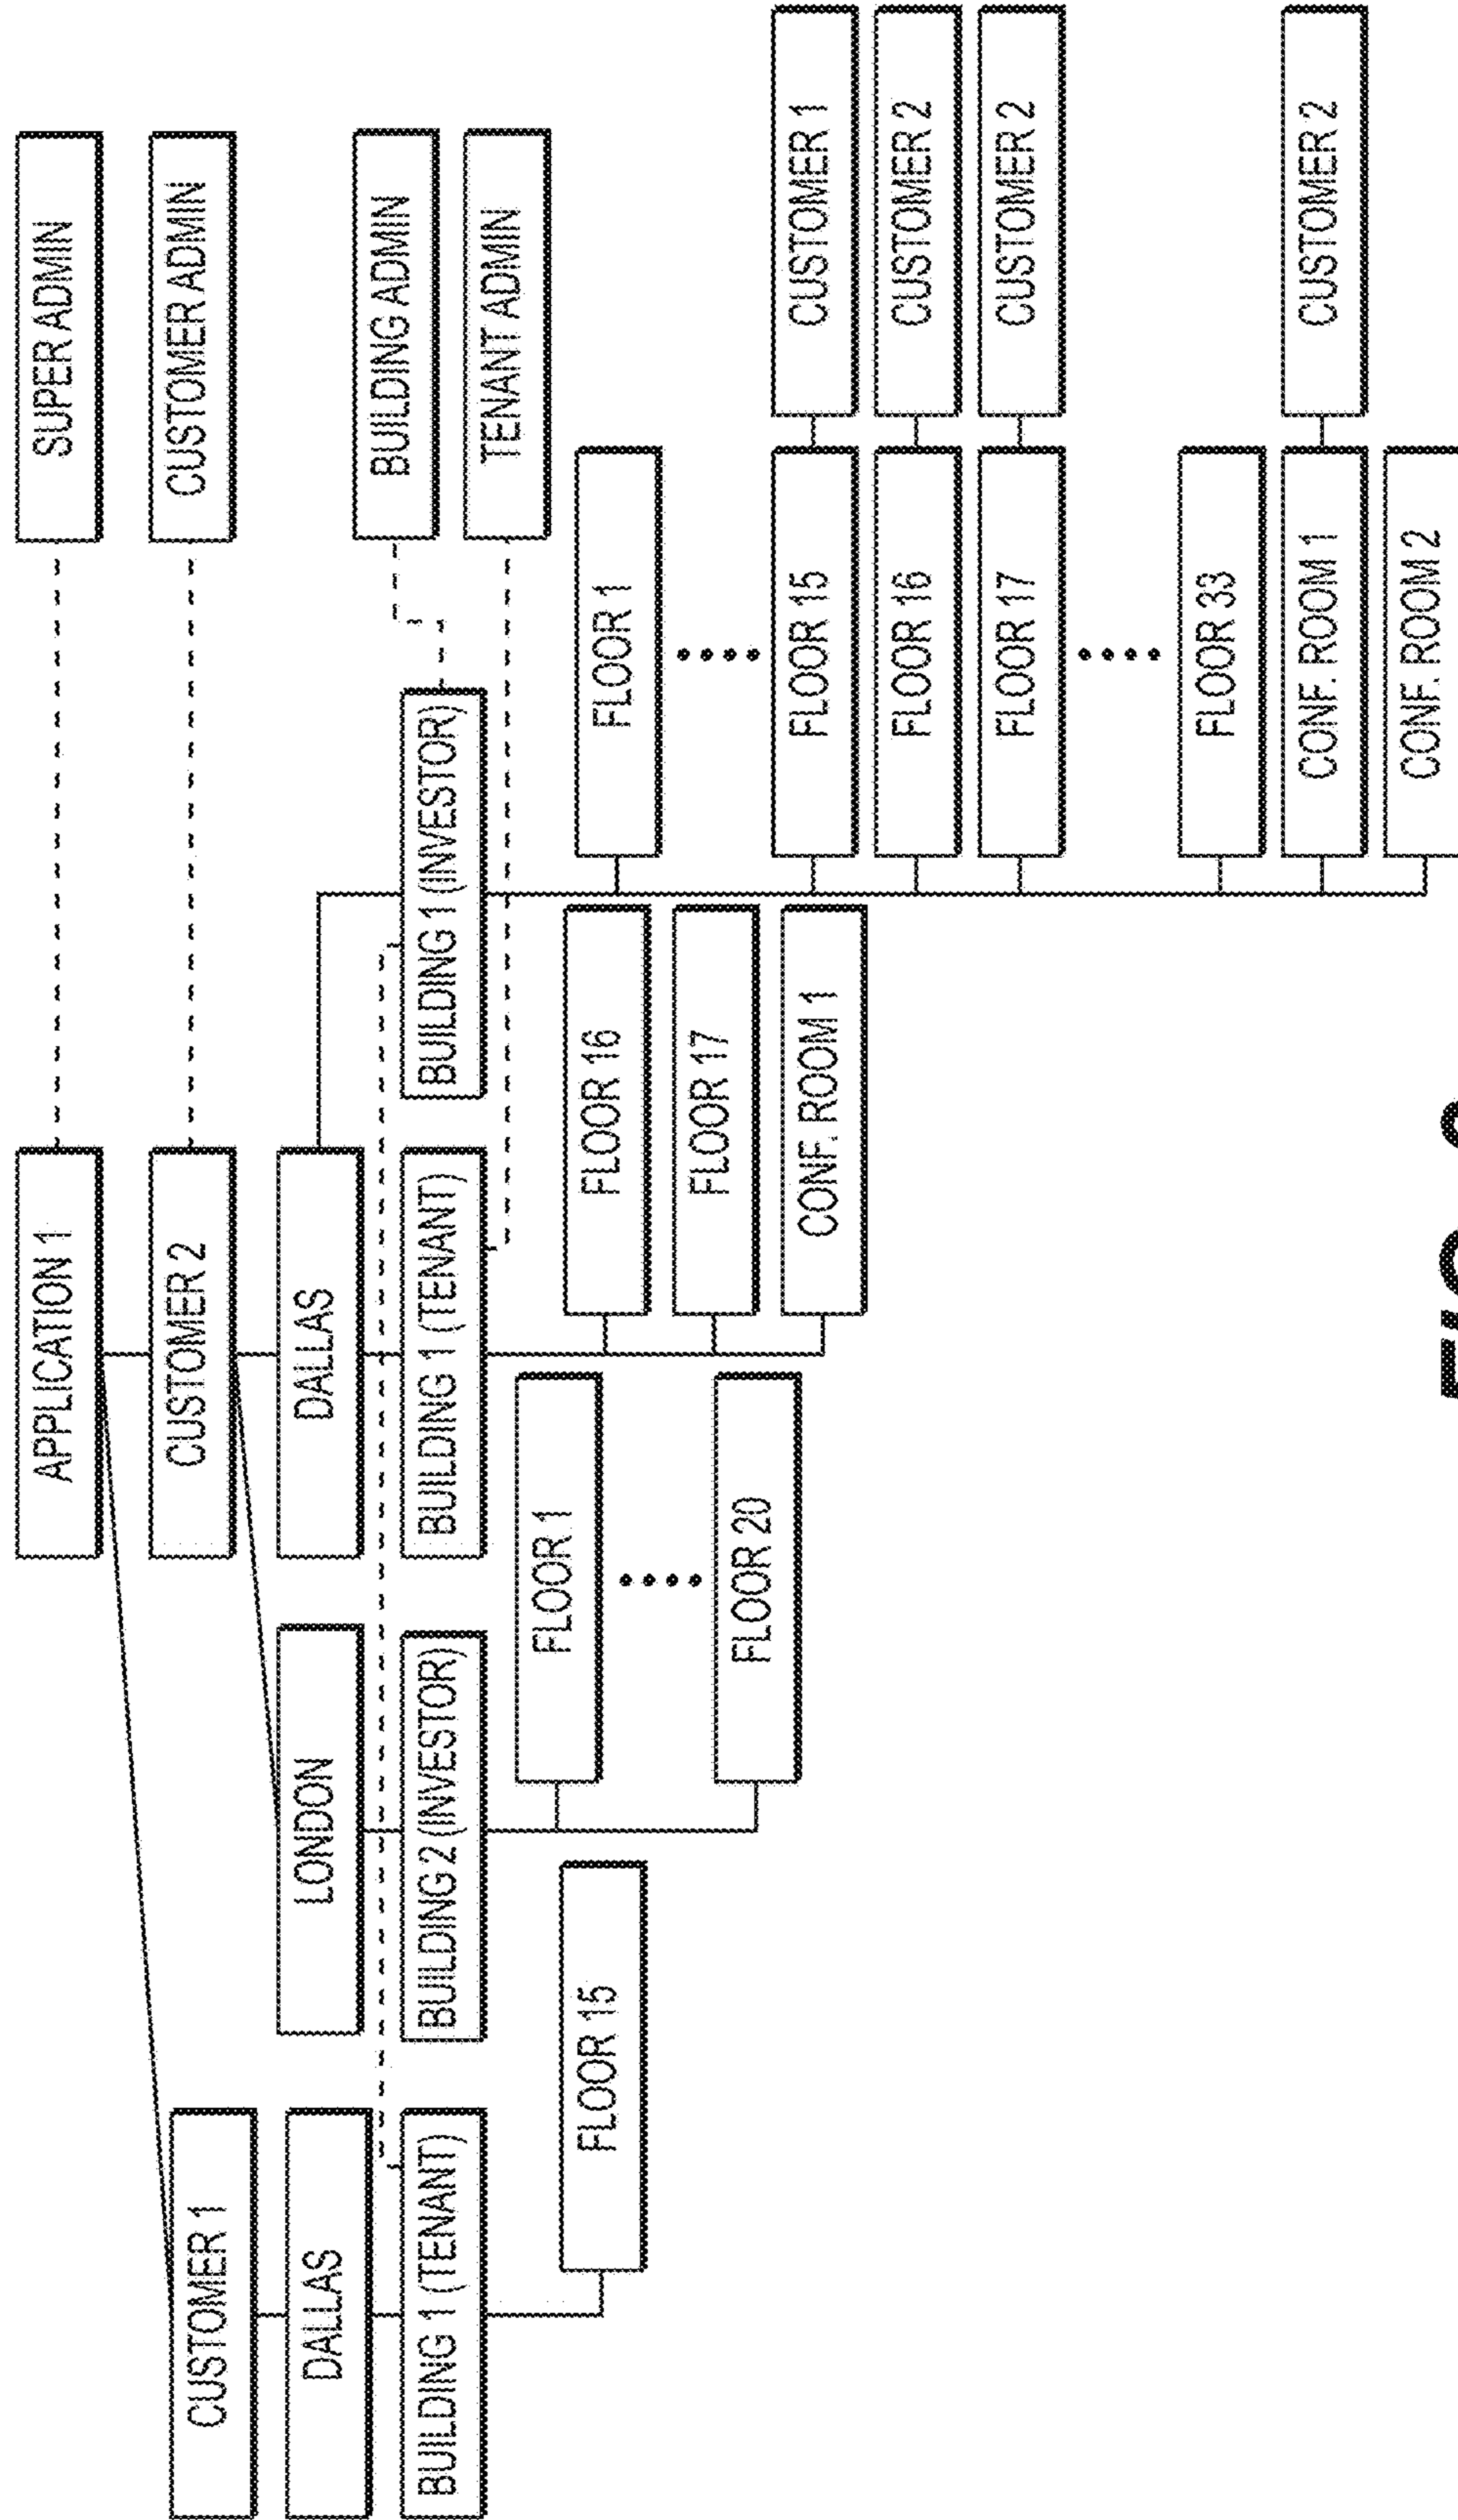 APPLICATION 1
SUPER ADMIN
CUSTOMER 1
CUSTOMER 2
CUSTOMER ADMIN
DALLAS
LONDON
DALLAS
BUILDING 1 (TENANT)
BUILDING 2 (INVESTOR)
BUILDING 1 (TENANT)
BUILDING 1 (INVESTOR)
BUILDING ADMIN
TENANT ADMIN
FLOOR 15
FLOOR 1
FLOOR 20
FLOOR 16
FLOOR 17
CONF. ROOM 1
FLOOR 1
FLOOR 15
CUSTOMER 1
FLOOR 16
CUSTOMER 2
FLOOR 17
CUSTOMER 2
FLOOR 33
CONF. ROOM 1
CUSTOMER 2
CONF. ROOM 2